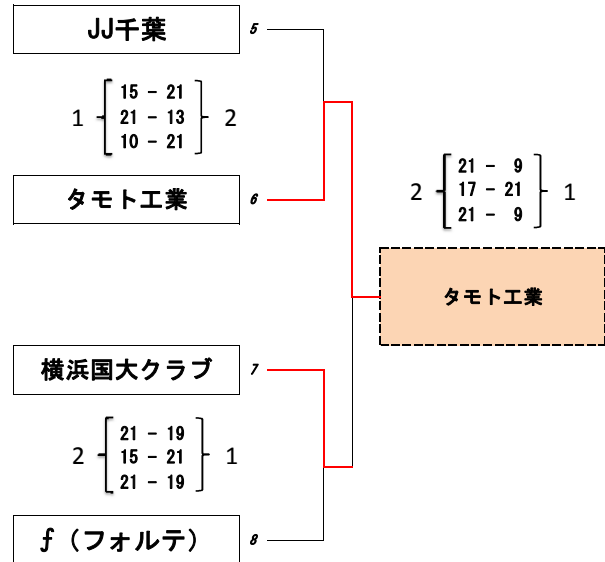 JJ千葉 5
15 - 21
1 21 - 13 2
10 - 21
タモト工業 6
21 - 9
2 17 - 21 1
21 - 9
タモト工業
横浜国大クラブ 7
21 - 19
2 15 - 21 1
21 - 19
⨍（フォルテ） 8